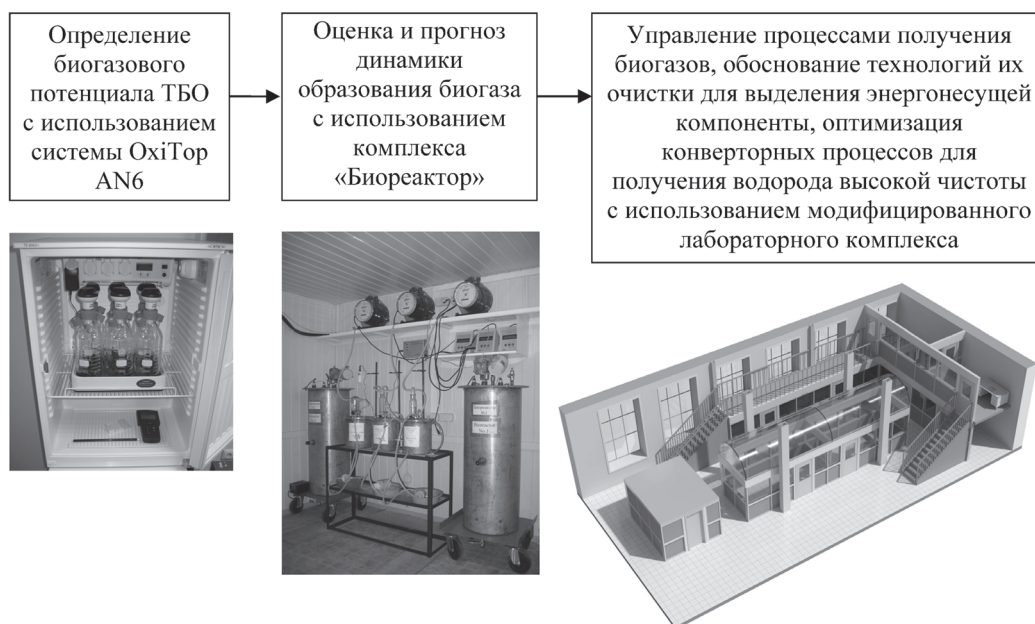 Определение
биогазового
потенциала ТБО
с использованием
системы OxiTop
AN6
Оценка и прогноз
динамики
образования биогаза
с использованием
комплекса
«Биореактор»
Управление процессами получения
биогазов, обоснование технологий их
очистки для выделения энергонесущей
компоненты, оптимизация
конверторных процессов для
получения водорода высокой чистоты
с использованием модифицированного
лабораторного комплекса